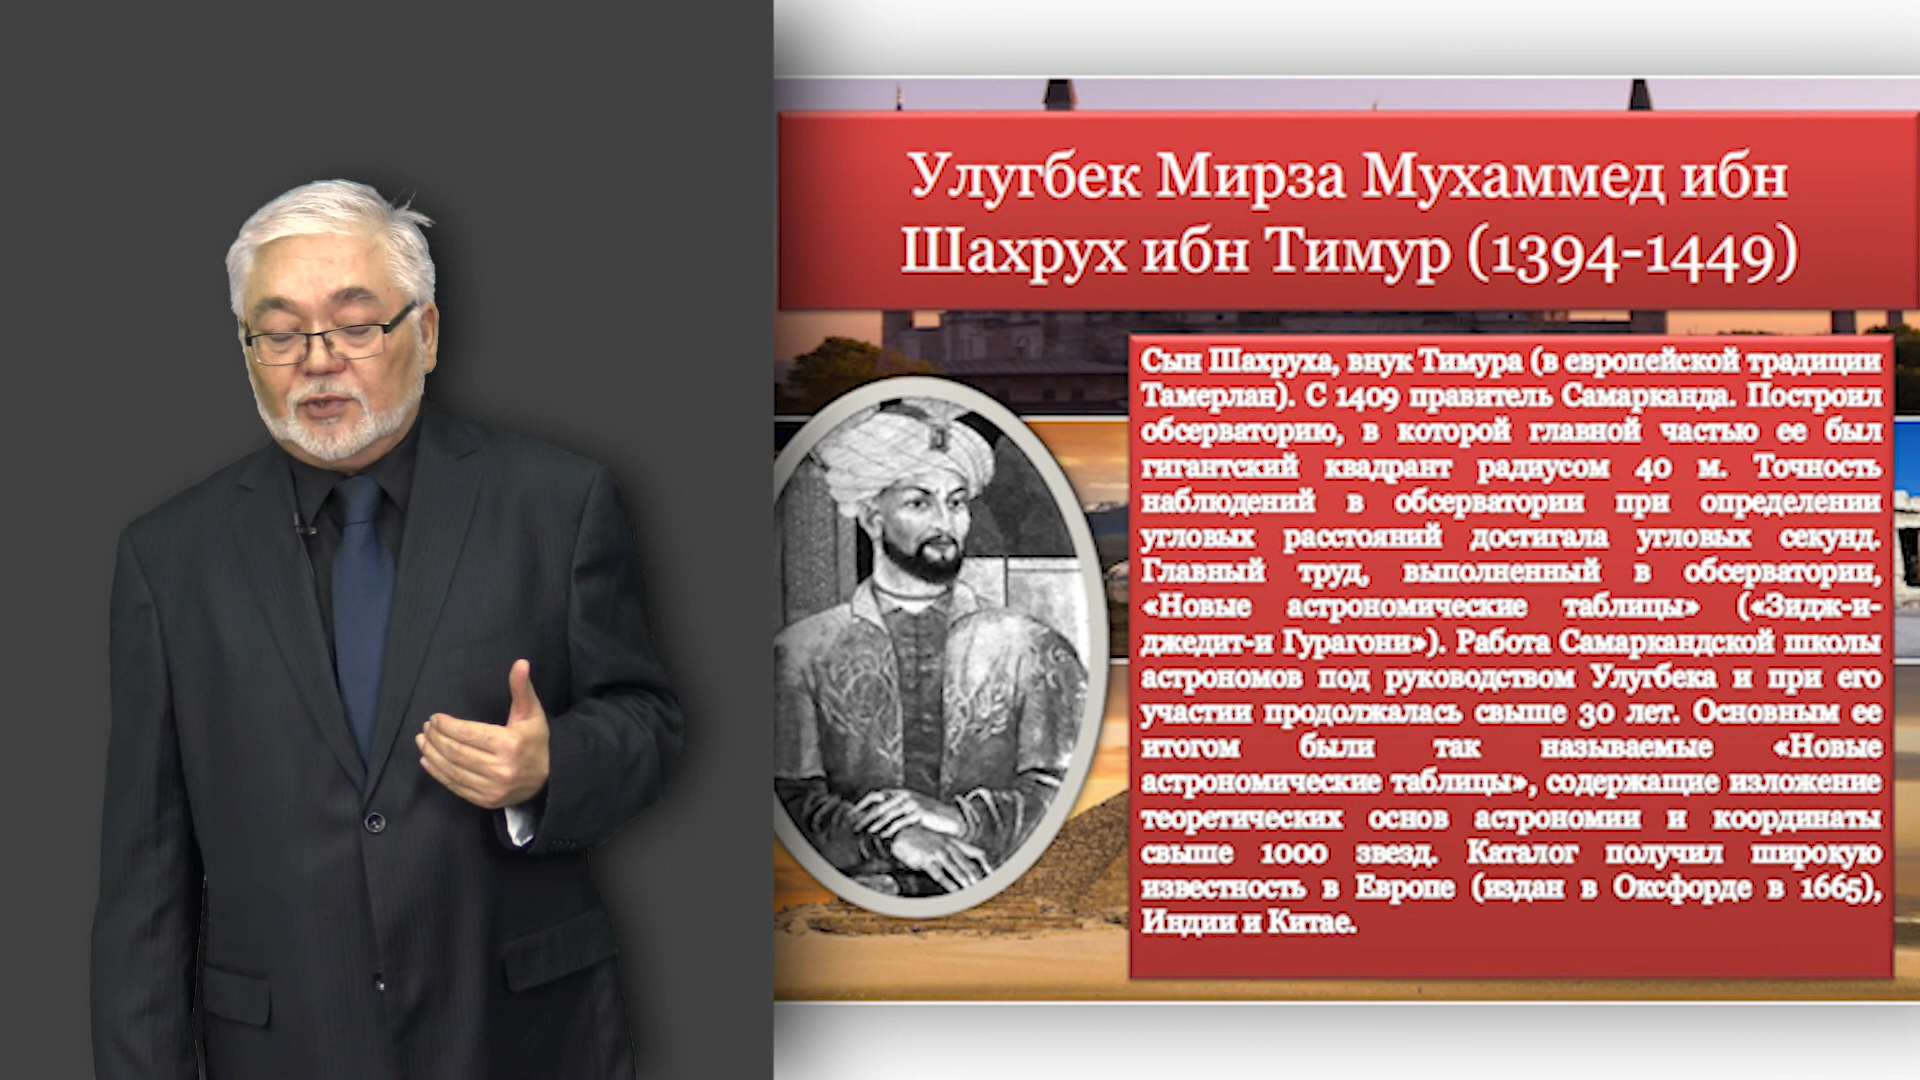 Улугбек Мирза Мухаммед ибн
Шахрух ибн Тимур (1394-1449)
Сын Шахруха, внук Тимура (в европейской традиции
Тамерлан). С 1409 правитель Самарканда. Построил
обсерваторию, в которой главной частью ее был
гигантский квадрант радиусом 40 м. Точность
наблюдений в обсерватории при определении
угловых расстояний достигала угловых секунд.
Главный труд, выполненный в обсерватории,
«Новые астрономические таблицы» («Зидж-и-
джедит-и Гурагони»). Работа Самаркандской школы
астрономов под руководством Улугбека и при его
участии продолжалась свыше 30 лет. Основным ее
итогом были так называемые «Новые
астрономические таблицы», содержащие изложение
теоретических основ астрономии и координаты
свыше 1000 звезд. Каталог получил широкую
известность в Европе (издан в Оксфорде в 1665),
Индии и Китае.